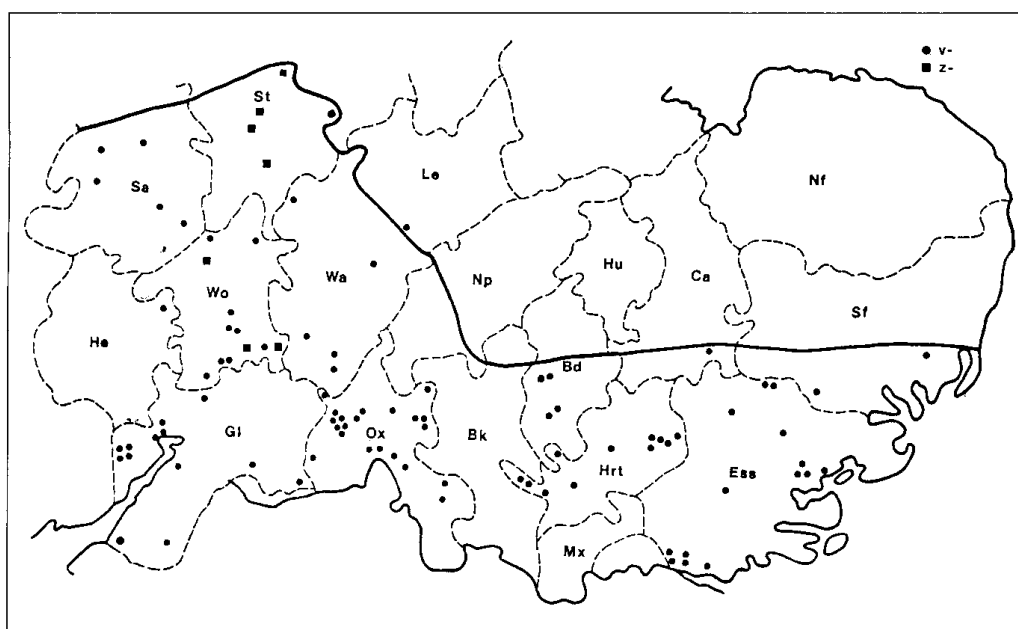 ● v-
■ z-
St
Sa
Le
Nf
Wo
Wa
Np
Hu
Ca
He
Sf
Bd
Gl
Ox
Bk
Hrt
Ess
Mx